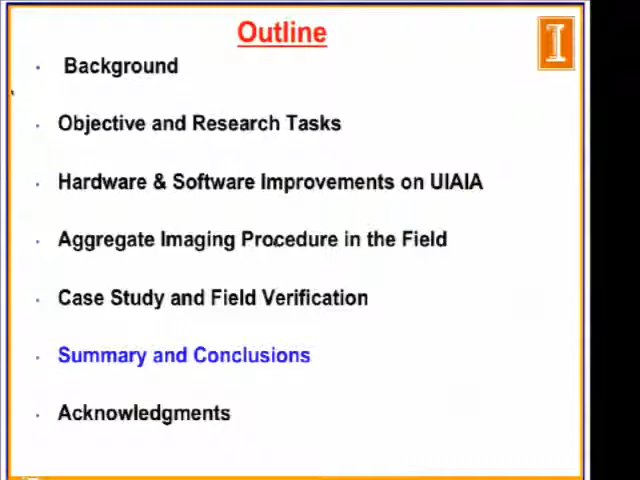 Outline
I
Background
Objective and Research Tasks
Hardware & Software Improvements on UIAIA
Aggregate Imaging Procedure in the Field
Case Study and Field Verification
Summary and Conclusions
Acknowledgments